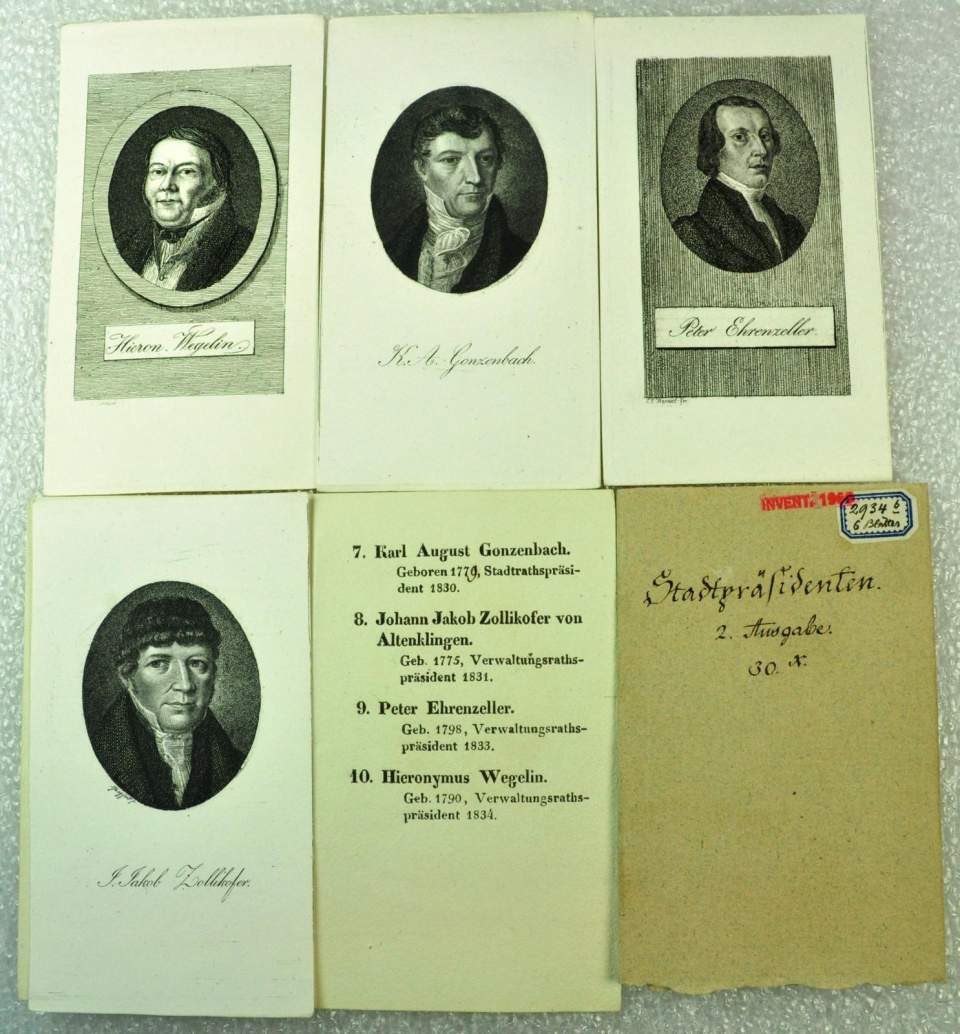 Hieron. Wegelin.
K. A. Gonzenbach.
Peter Ehrenzeller.
J. Jakob Zollikofer.
7. Karl August Gonzenbach.
Geboren 1779, Stadtrathspräsi-
dent 1830.
8. Johann Jakob Zollikofer von
Altenklingen.
Geb. 1775, Verwaltungsraths-
präsident 1831.
9. Peter Ehrenzeller.
Geb. 1798, Verwaltungsraths-
präsident 1833.
10. Hieronymus Wegelin.
Geb. 1790, Verwaltungsraths-
präsident 1834.
INVENT. 19
2934 b
6 Blätter
Stadtpräsidenten.
2. Ausgabe.
30.